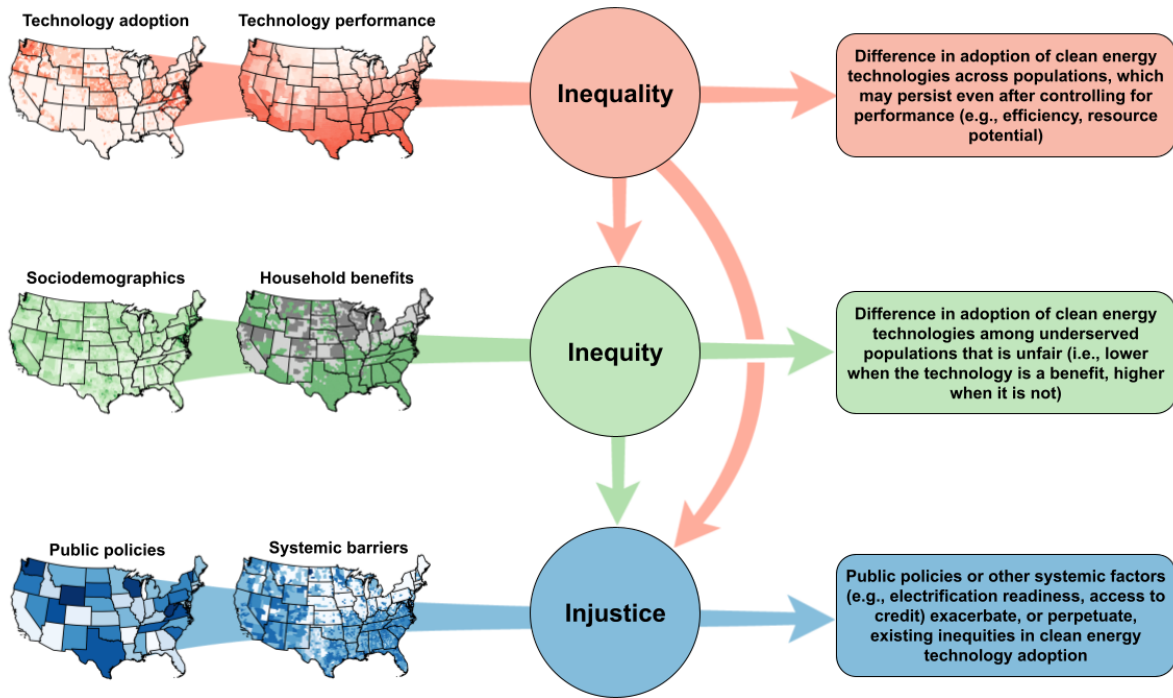 Technology adoption
Technology performance
Inequality
Difference in adoption of clean energy
technologies across populations, which
may persist even after controlling for
performance (e.g., efficiency, resource
potential)
Sociodemographics
Household benefits
Inequity
Difference in adoption of clean energy
technologies among underserved
populations that is unfair (i.e., lower
when the technology is a benefit, higher
when it is not)
Public policies
Systemic barriers
Injustice
Public policies or other systemic factors
(e.g., electrification readiness, access to
credit) exacerbate, or perpetuate,
existing inequities in clean energy
technology adoption